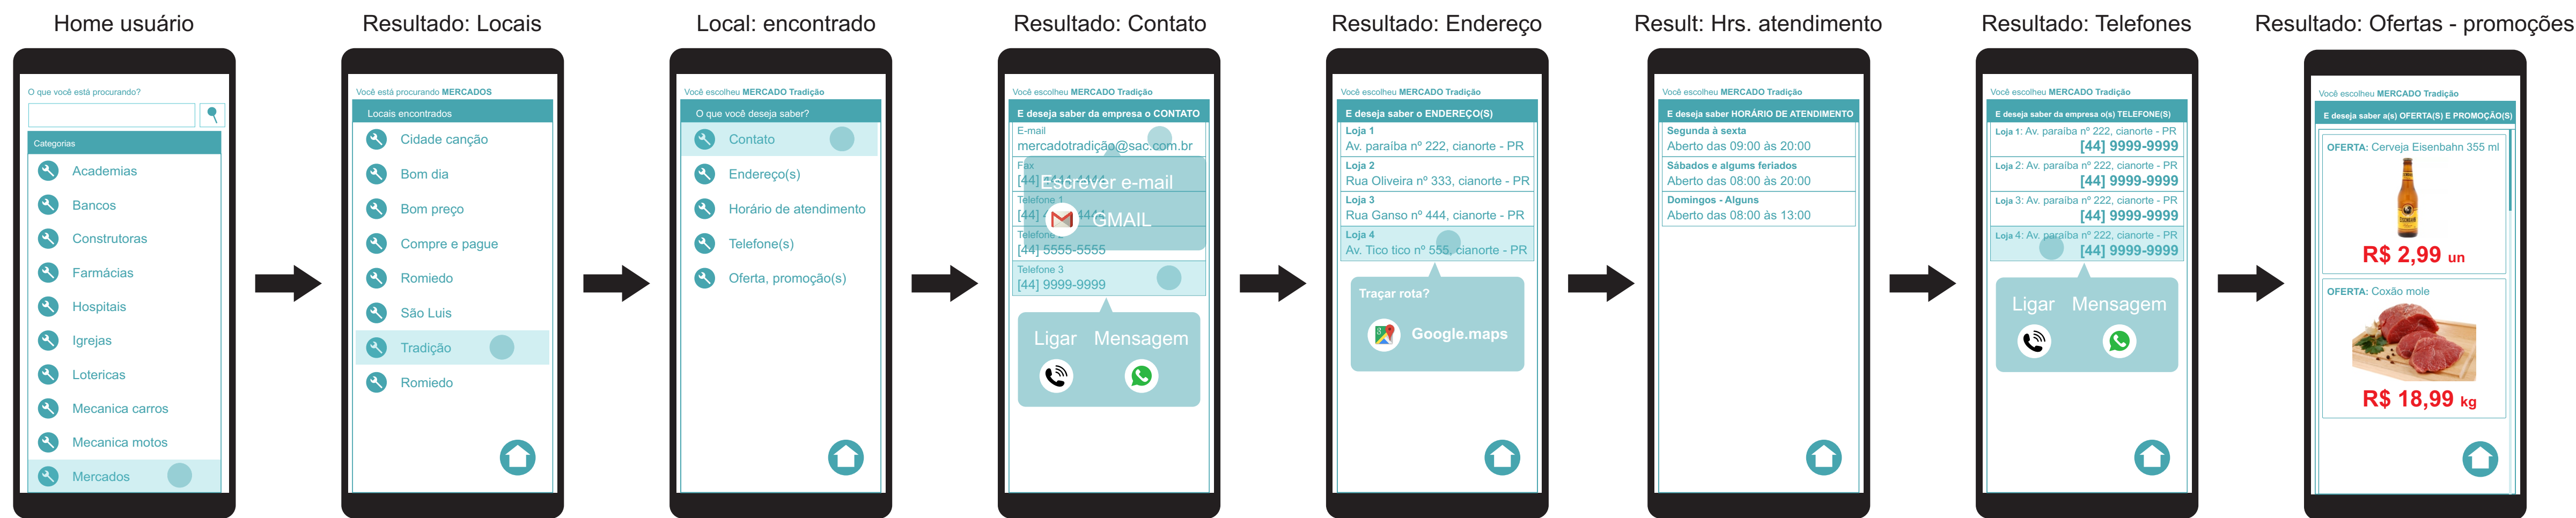 Home usuário
O que você está procurando?
Categorias
Academias
Bancos
Construtoras
Farmácias
Hospitais
Igrejas
Lotericas
Mecanica carros
Mecanica motos
Mercados
Resultado: Locais
Você está procurando MERCADOS
Locais encontrados
Cidade canção
Bom dia
Bom preço
Compre e pague
Romiedo
São Luis
Tradição
Romiedo
Local: encontrado
Você escolheu MERCADO Tradição
O que você deseja saber?
Contato
Endereço(s)
Horário de atendimento
Telefone(s)
Oferta, promoção(s)
Resultado: Contato
Você escolheu MERCADO Tradição
E deseja saber da empresa o CONTATO
E-mail
mercadotradição@sac.com.br
Fax
[44]
Escrever e-mail
Telefone 1
[44]
GMAIL
Telefone
[44] 5555-5555
Telefone 3
[44] 9999-9999
Ligar Mensagem
Resultado: Endereço
Você escolheu MERCADO Tradição
E deseja saber o ENDEREÇO(S)
Loja 1
Av. paraíba nº 222, cianorte - PR
Loja 2
Rua Oliveira nº 333, cianorte - PR
Loja 3
Rua Ganso nº 444, cianorte - PR
Loja 4
Av. Tico tico nº 555, cianorte - PR
Traçar rota?
Google.maps
Result: Hrs. atendimento
Você escolheu MERCADO Tradição
E deseja saber HORÁRIO DE ATENDIMENTO
Segunda à sexta
Aberto das 09:00 às 20:00
Sábados e algums feriados
Aberto das 08:00 às 20:00
Domingos - Alguns
Aberto das 08:00 às 13:00
Resultado: Telefones
Você escolheu MERCADO Tradição
E deseja saber da empresa o(s) TELEFONE(S)
Loja 1: Av. paraíba nº 222, cianorte - PR
[44] 9999-9999
Loja 2: Av. paraíba nº 222, cianorte - PR
[44] 9999-9999
Loja 3: Av. paraíba nº 222, cianorte - PR
[44] 9999-9999
Loja 4: Av. paraíba nº 222, cianorte - PR
[44] 9999-9999
Ligar Mensagem
Resultado: Ofertas - promoções
Você escolheu MERCADO Tradição
E deseja saber a(s) OFERTA(S) E PROMOÇÃO(S)
OFERTA: Cerveja Eisenbahn 355 ml
R$ 2,99 un
OFERTA: Coxão mole
R$ 18,99 kg